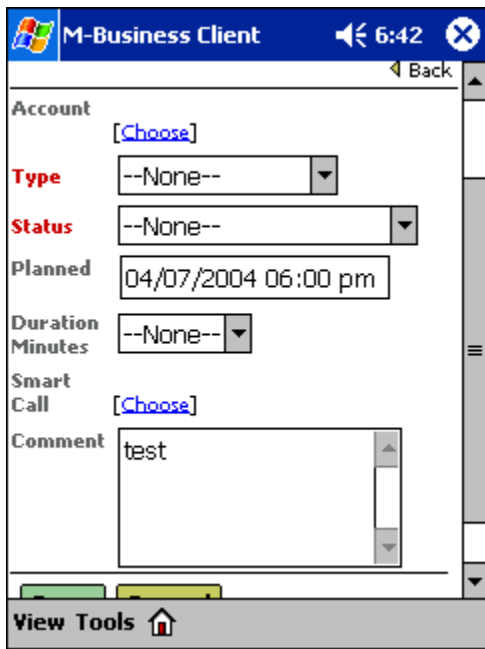 M-Business Client 6:42
Back
Account
[Choose]
Type --None--
Status --None--
Planned 04/07/2004 06:00 pm
Duration
Minutes --None--
Smart
Call [Choose]
Comment test
View Tools